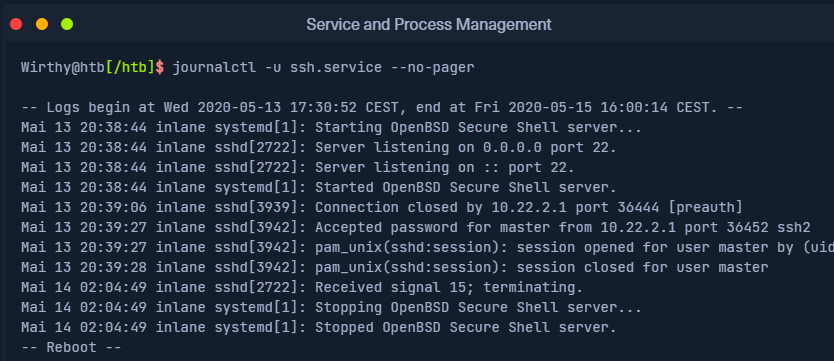 Service and Process Management
Wirthy@htb[/htb]$ journalctl -u ssh.service --no-pager
-- Logs begin at Wed 2020-05-13 17:30:52 CEST, end at Fri 2020-05-15 16:00:14 CEST. --
Mai 13 20:38:44 inlane systemd[1]: Starting OpenBSD Secure Shell server...
Mai 13 20:38:44 inlane sshd[2722]: Server listening on 0.0.0.0 port 22.
Mai 13 20:38:44 inlane sshd[2722]: Server listening on :: port 22.
Mai 13 20:38:44 inlane systemd[1]: Started OpenBSD Secure Shell server.
Mai 13 20:39:06 inlane sshd[3939]: Connection closed by 10.22.2.1 port 36444 [preauth]
Mai 13 20:39:27 inlane sshd[3942]: Accepted password for master from 10.22.2.1 port 36452 ssh2
Mai 13 20:39:27 inlane sshd[3942]: pam_unix(sshd:session): session opened for user master by (uid
Mai 13 20:39:28 inlane sshd[3942]: pam_unix(sshd:session): session closed for user master
Mai 14 02:04:49 inlane sshd[2722]: Received signal 15; terminating.
Mai 14 02:04:49 inlane systemd[1]: Stopping OpenBSD Secure Shell server...
Mai 14 02:04:49 inlane systemd[1]: Stopped OpenBSD Secure Shell server.
-- Reboot --